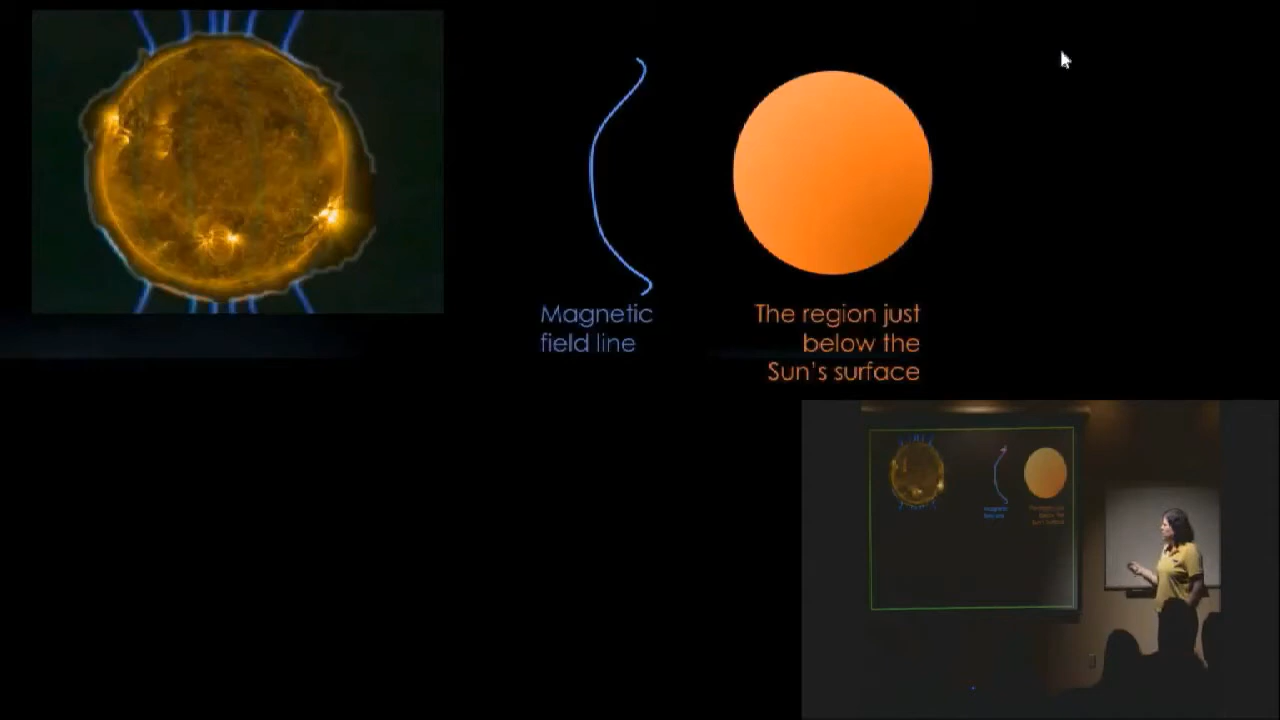 Magnetic
field line
The region just
below the
Sun's surface